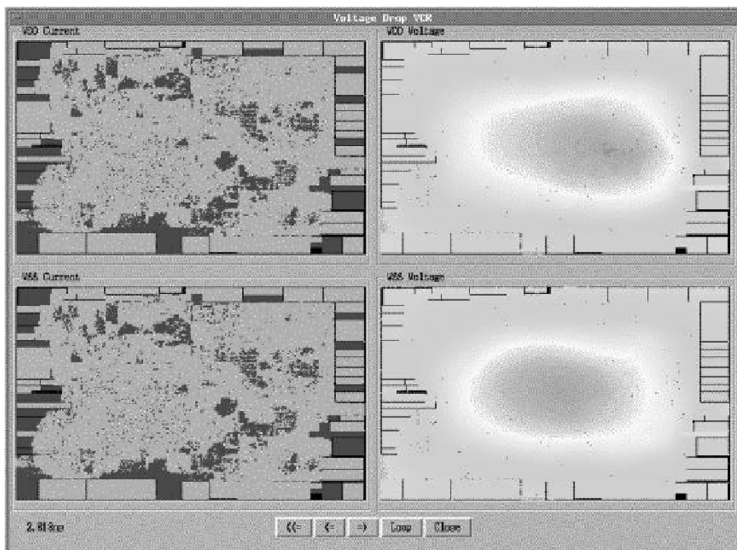 Voltage Drop VCR
VDD Current
VDD Voltage
VSS Current
VSS Voltage
<(= (= =) Loop Close